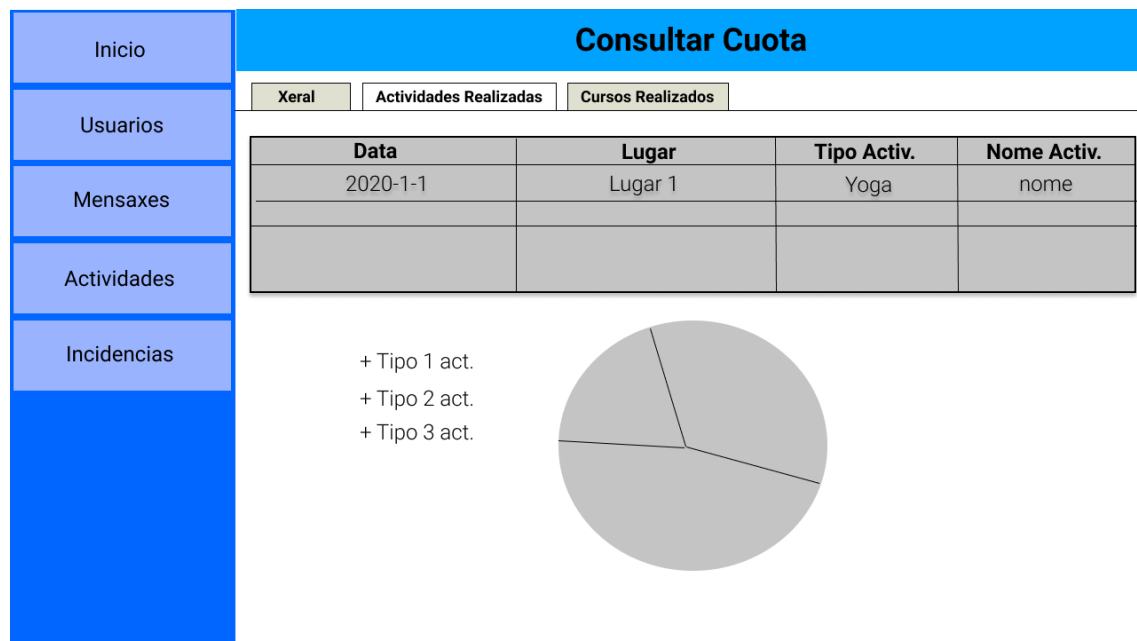 Inicio
Usuarios
Mensaxes
Actividades
Incidencias
Consultar Cuota
Xeral Actividades Realizadas Cursos Realizados
Data Lugar Tipo Activ. Nome Activ.
2020-1-1 Lugar 1 Yoga nome
+ Tipo 1 act.
+ Tipo 2 act.
+ Tipo 3 act.